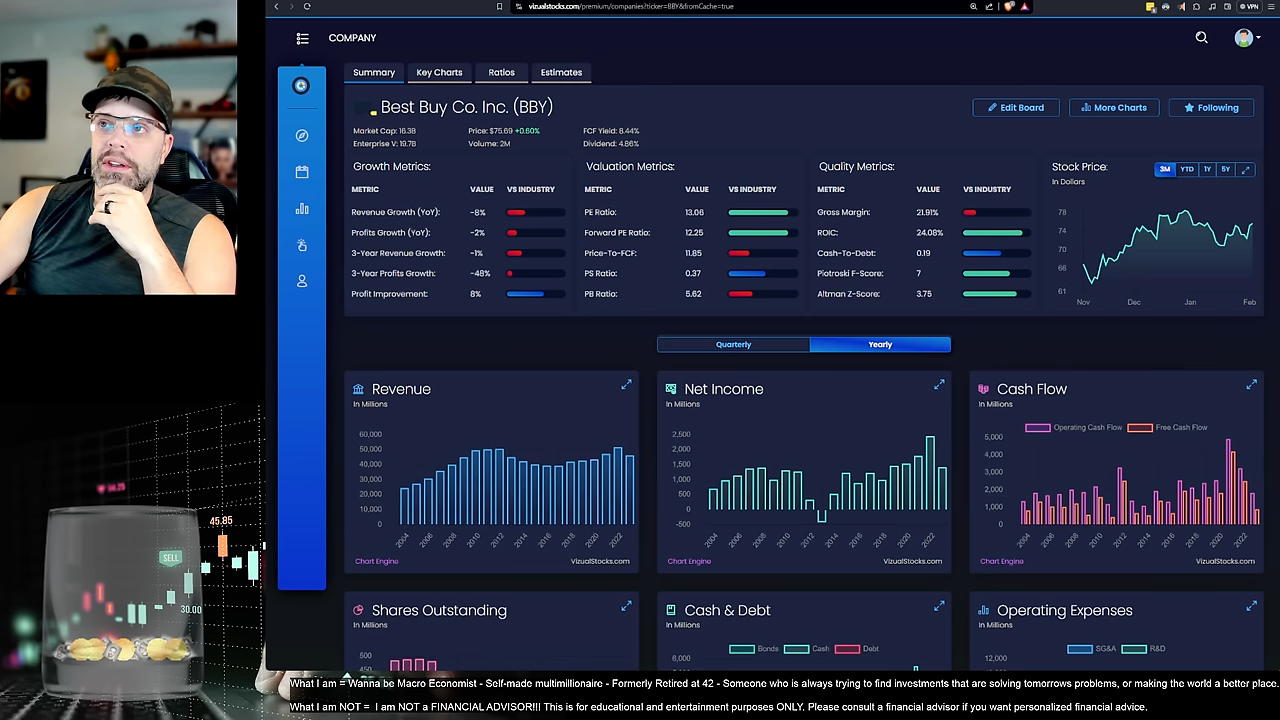 vizualstocks.com/premium/companies?ticker=BBY&fromCache=true
VPN
COMPANY
Summary Key Charts Ratios Estimates
Best Buy Co. Inc. (BBY)
Edit Board More Charts Following
Market Cap: 16.3B Price: $75.69 +0.60% FCF Yield: 8.44%
Enterprise V: 19.7B Volume: 2M Dividend: 4.86%
Growth Metrics: Valuation Metrics: Quality Metrics: Stock Price:
3M YTD 1Y 5Y
In Dollars
METRIC VALUE VS INDUSTRY METRIC VALUE VS INDUSTRY METRIC VALUE VS INDUSTRY
Revenue Growth (YoY): -8% PE Ratio: 13.06 Gross Margin: 21.91% 78
Profits Growth (YoY): -2% Forward PE Ratio: 12.25 ROIC: 24.08% 74
3-Year Revenue Growth: -1% Price-To-FCF: 11.85 Cash-To-Debt: 0.19 70
3-Year Profits Growth: -48% PS Ratio: 0.37 Piotroski F-Score: 7 66
Profit Improvement: 8% PB Ratio: 5.62 Altman Z-Score: 3.75 61
Nov Dec Jan Feb
Quarterly Yearly
Revenue
In Millions
60,000
50,000
40,000
30,000
20,000
10,000
0
2004 2006 2008 2010 2012 2014 2016 2018 2020 2022
Chart Engine VizualStocks.com
Net Income
In Millions
2,500
2,000
1,500
1,000
500
0
-500
2004 2006 2008 2010 2012 2014 2016 2018 2020 2022
Chart Engine VizualStocks.com
Cash Flow
In Millions
Operating Cash Flow Free Cash Flow
5,000
4,000
3,000
2,000
1,000
0
2004 2006 2008 2010 2012 2014 2016 2018 2020 2022
Chart Engine VizualStocks.com
Shares Outstanding
In Millions
500
450
Cash & Debt
In Millions
Bonds Cash Debt
6,000
Operating Expenses
In Millions
SG&A R&D
12,000
45.85
SELL
30.00
What I am = Wanna be Macro Economist - Self-made multimillionaire - Formerly Retired at 42 - Someone who is always trying to find investments that are solving tomorrows problems, or making the world a better place.
What I am NOT = I am NOT a FINANCIAL ADVISOR!!! This is for educational and entertainment purposes ONLY. Please consult a financial advisor if you want personalized financial advice.